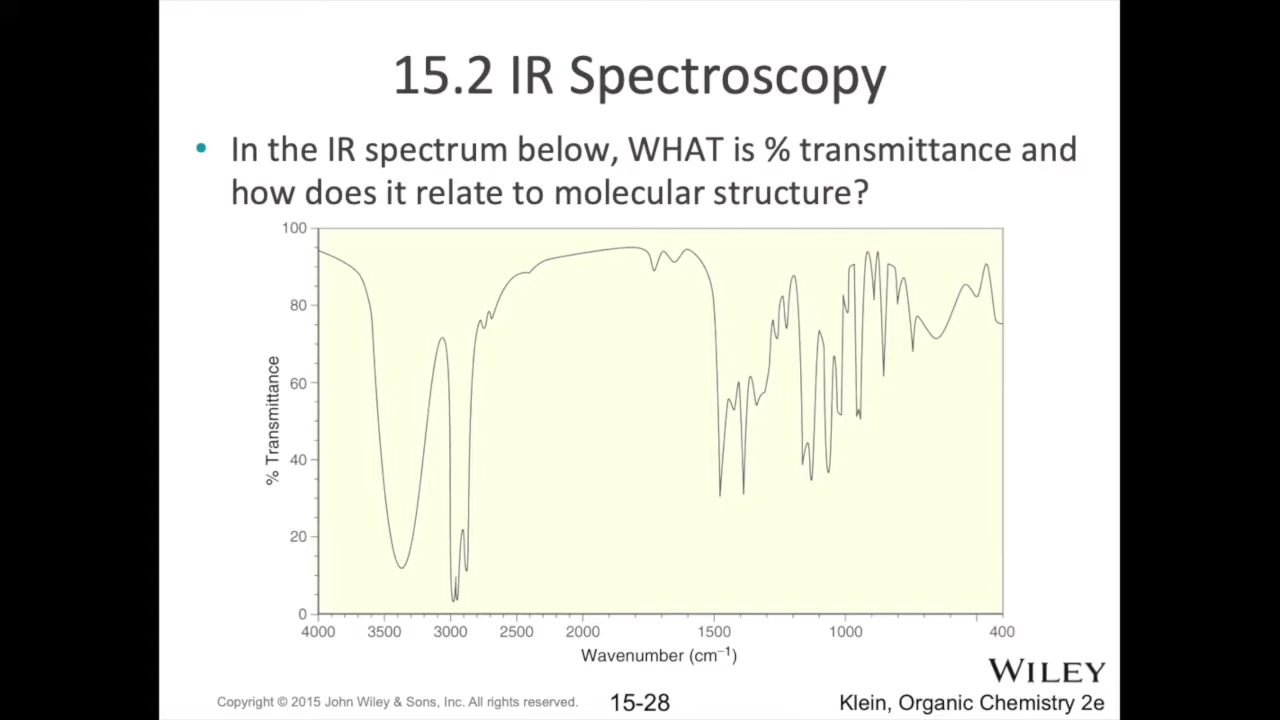 15.2 IR Spectroscopy
• In the IR spectrum below, WHAT is % transmittance and
how does it relate to molecular structure?
100
80
60
40
20
0
% Transmittance
4000 3500 3000 2500 2000 1500 1000 400
Wavenumber (cm⁻¹)
WILEY
Copyright © 2015 John Wiley & Sons, Inc. All rights reserved.
15-28
Klein, Organic Chemistry 2e